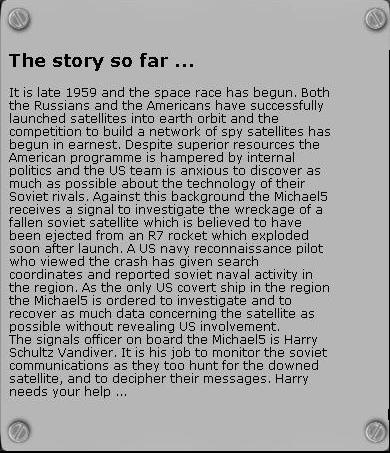 The story so far ...
It is late 1959 and the space race has begun. Both
the Russians and the Americans have successfully
launched satellites into earth orbit and the
competition to build a network of spy satellites has
begun in earnest. Despite superior resources the
American programme is hampered by internal
politics and the US team is anxious to discover as
much as possible about the technology of their
Soviet rivals. Against this background the Michael5
receives a signal to investigate the wreckage of a
fallen soviet satellite which is believed to have
been ejected from an R7 rocket which exploded
soon after launch. A US navy reconnaissance pilot
who viewed the crash has given search
coordinates and reported soviet naval activity in
the region. As the only US covert ship in the region
the Michael5 is ordered to investigate and to
recover as much data concerning the satellite as
possible without revealing US involvement.
The signals officer on board the Michael5 is Harry
Schultz Vandiver. It is his job to monitor the soviet
communications as they too hunt for the downed
satellite, and to decipher their messages. Harry
needs your help ...